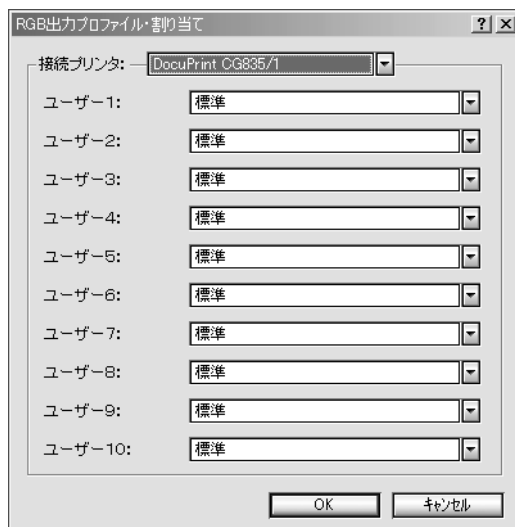 RGB出力プロファイル・割り当て
接続プリンタ: DocuPrint CG835/1
ユーザー1: 標準
ユーザー2: 標準
ユーザー3: 標準
ユーザー4: 標準
ユーザー5: 標準
ユーザー6: 標準
ユーザー7: 標準
ユーザー8: 標準
ユーザー9: 標準
ユーザー10: 標準
OK キャンセル